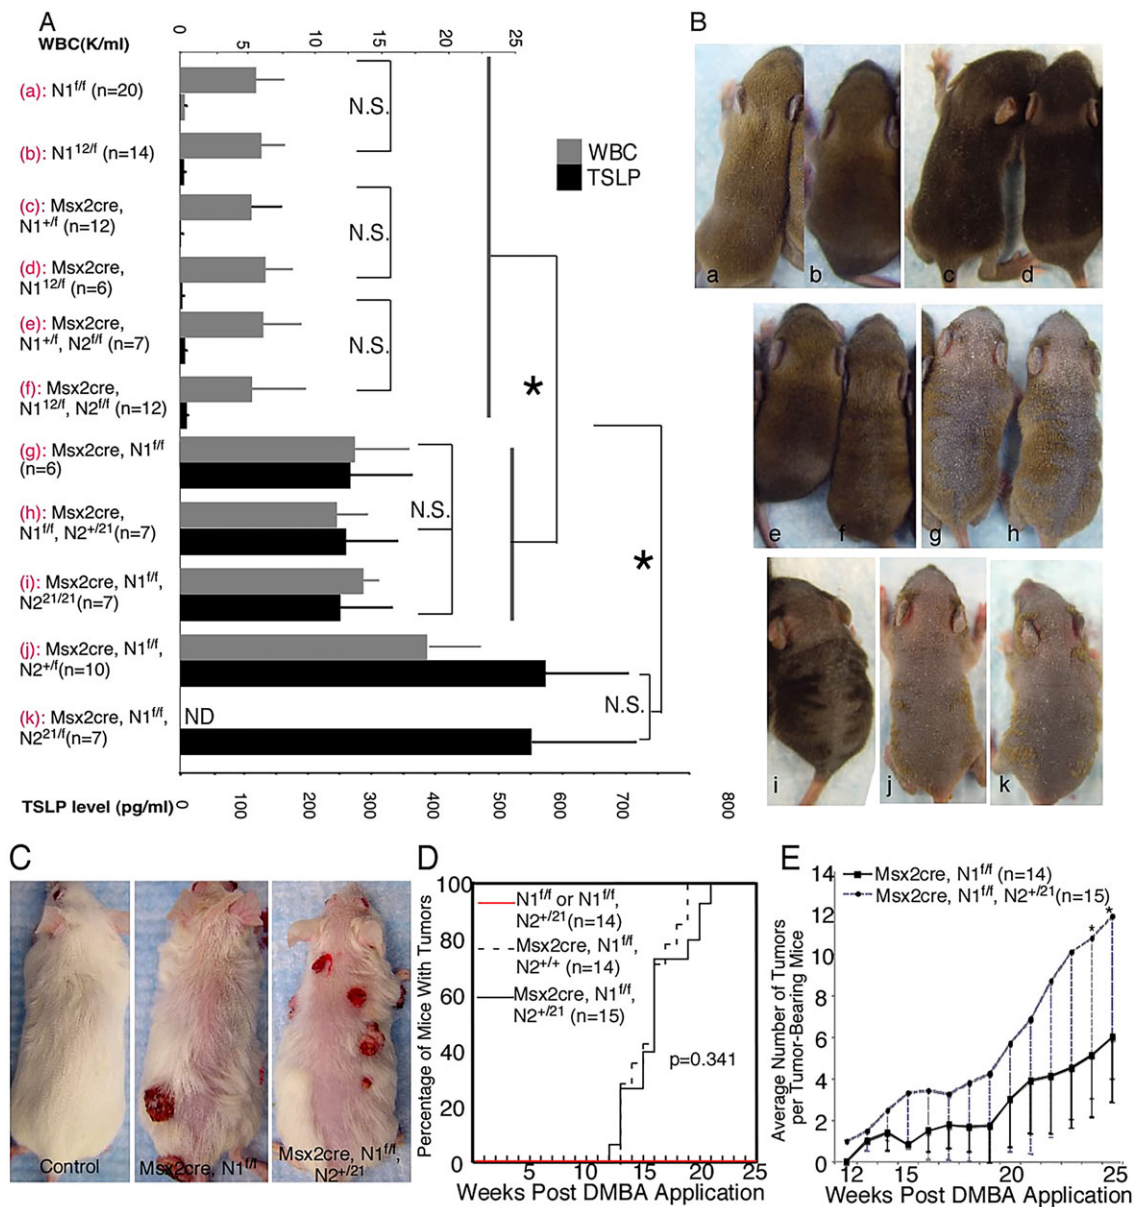 A
WBC(K/ml)
0 5 10 15 20 25
(a): N1f/f (n=20)
(b): N112/f (n=14)
(c): Msx2cre,
N1+/f (n=12)
(d): Msx2cre,
N112/f (n=6)
(e): Msx2cre,
N1+/f, N2f/f (n=7)
(f): Msx2cre,
N112/f, N2f/f (n=12)
(g): Msx2cre, N1f/f
(n=6)
(h): Msx2cre,
N1f/f, N2+/21(n=7)
(i): Msx2cre, N1f/f,
N221/21(n=7)
(j): Msx2cre, N1f/f,
N2+/f(n=10)
(k): Msx2cre, N1f/f,
N221/f(n=7)
N.S.
N.S.
N.S.
N.S.
N.S.
ND
*
*
WBC
TSLP
TSLP level (pg/ml)
0 100 200 300 400 500 600 700 800
B
a b c d
e f g h
i j k
C
Control
Msx2cre, N1f/f
Msx2cre, N1f/f,
N2+/21
D
Percentage of Mice With Tumors
100
80
60
40
20
0
N1f/f or N1f/f,
N2+/21(n=14)
Msx2cre, N1f/f,
N2+/+ (n=14)
Msx2cre, N1f/f,
N2+/21 (n=15)
p=0.341
5 10 15 20 25
Weeks Post DMBA Application
E
Average Number of Tumors
per Tumor-Bearing Mice
14
12
10
8
6
4
2
0
Msx2cre, N1f/f (n=14)
Msx2cre, N1f/f, N2+/21(n=15)
*
*
12 15 20 25
Weeks Post DMBA Application